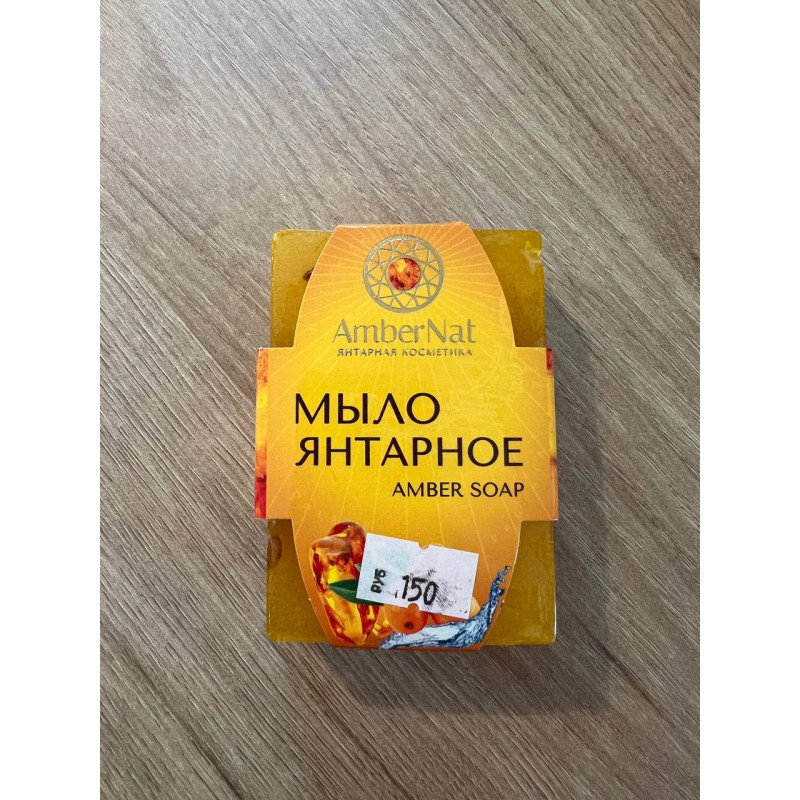 AmberNat
ЯНТАРНАЯ КОСМЕТИКА
МЫЛО
ЯНТАРНОЕ
AMBER SOAP
РУБ 150